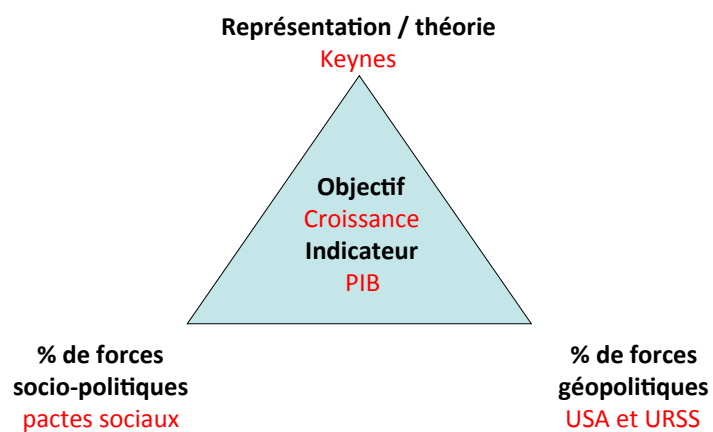 Représentation / théorie
Keynes
Objectif
Croissance
Indicateur
PIB
% de forces
socio-politiques
pactes sociaux
% de forces
géopolitiques
USA et URSS